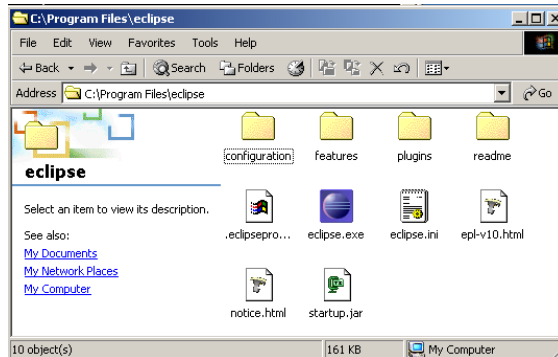 C:\Program Files\eclipse
File Edit View Favorites Tools Help
Back Search Folders
Address C:\Program Files\eclipse Go
eclipse
Select an item to view its description.
See also:
My Documents
My Network Places
My Computer
configuration features plugins readme
.eclipsepro... eclipse.exe eclipse.ini epl-v10.html
notice.html startup.jar
10 object(s) 161 KB My Computer